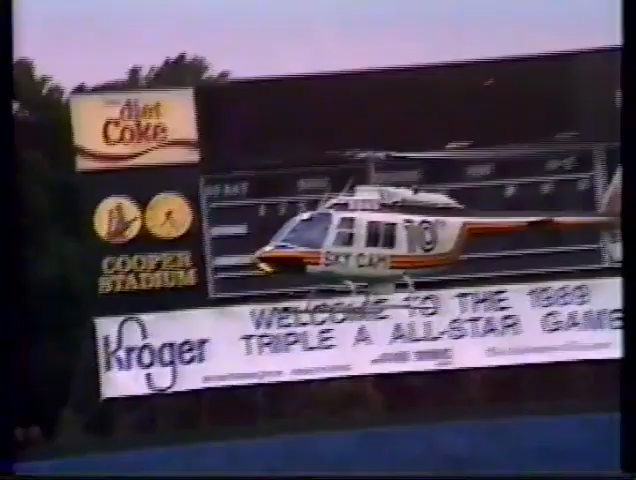 diet
Coke
COOPER
STADIUM
SKY CAM
10
Kroger
WELCOME TO THE 1989
TRIPLE A ALL-STAR GAME